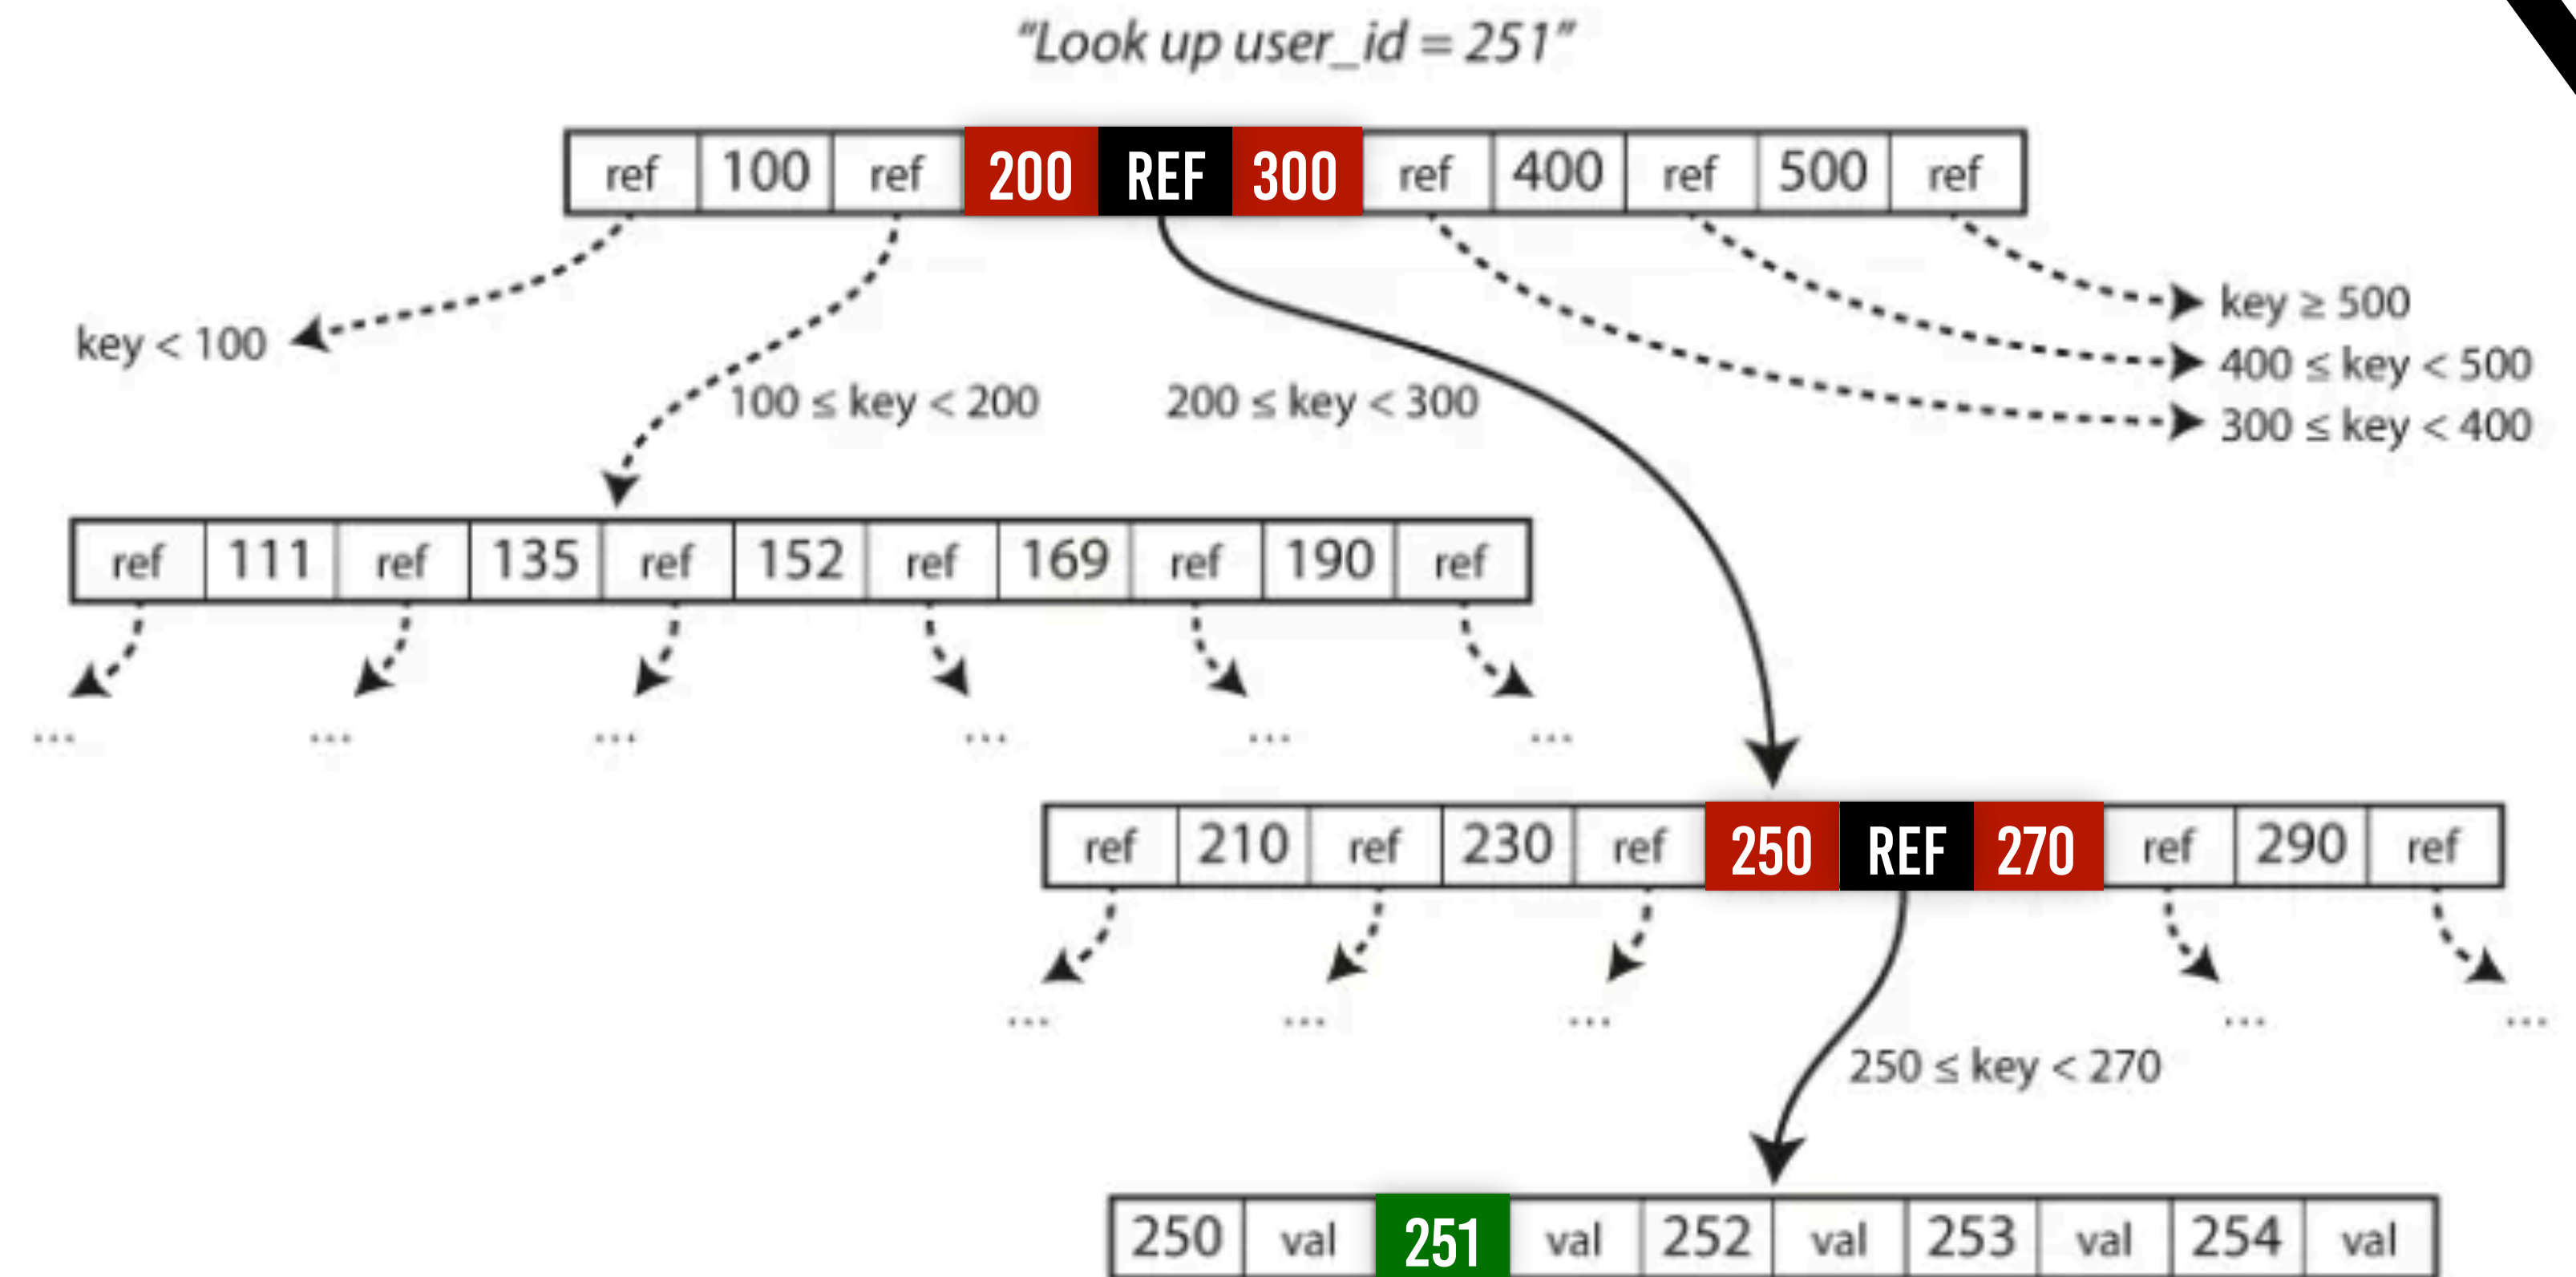 “Look up user_id = 251”
ref 100 ref 200 REF 300 ref 400 ref 500 ref
key ≥ 500
key < 100
400 ≤ key < 500
100 ≤ key < 200
200 ≤ key < 300
300 ≤ key < 400
ref 111 ref 135 ref 152 ref 169 ref 190 ref
... ... ... ... ... ...
ref 210 ref 230 ref 250 REF 270 ref 290 ref
... ... ... ... ...
250 ≤ key < 270
250 val 251 val 252 val 253 val 254 val